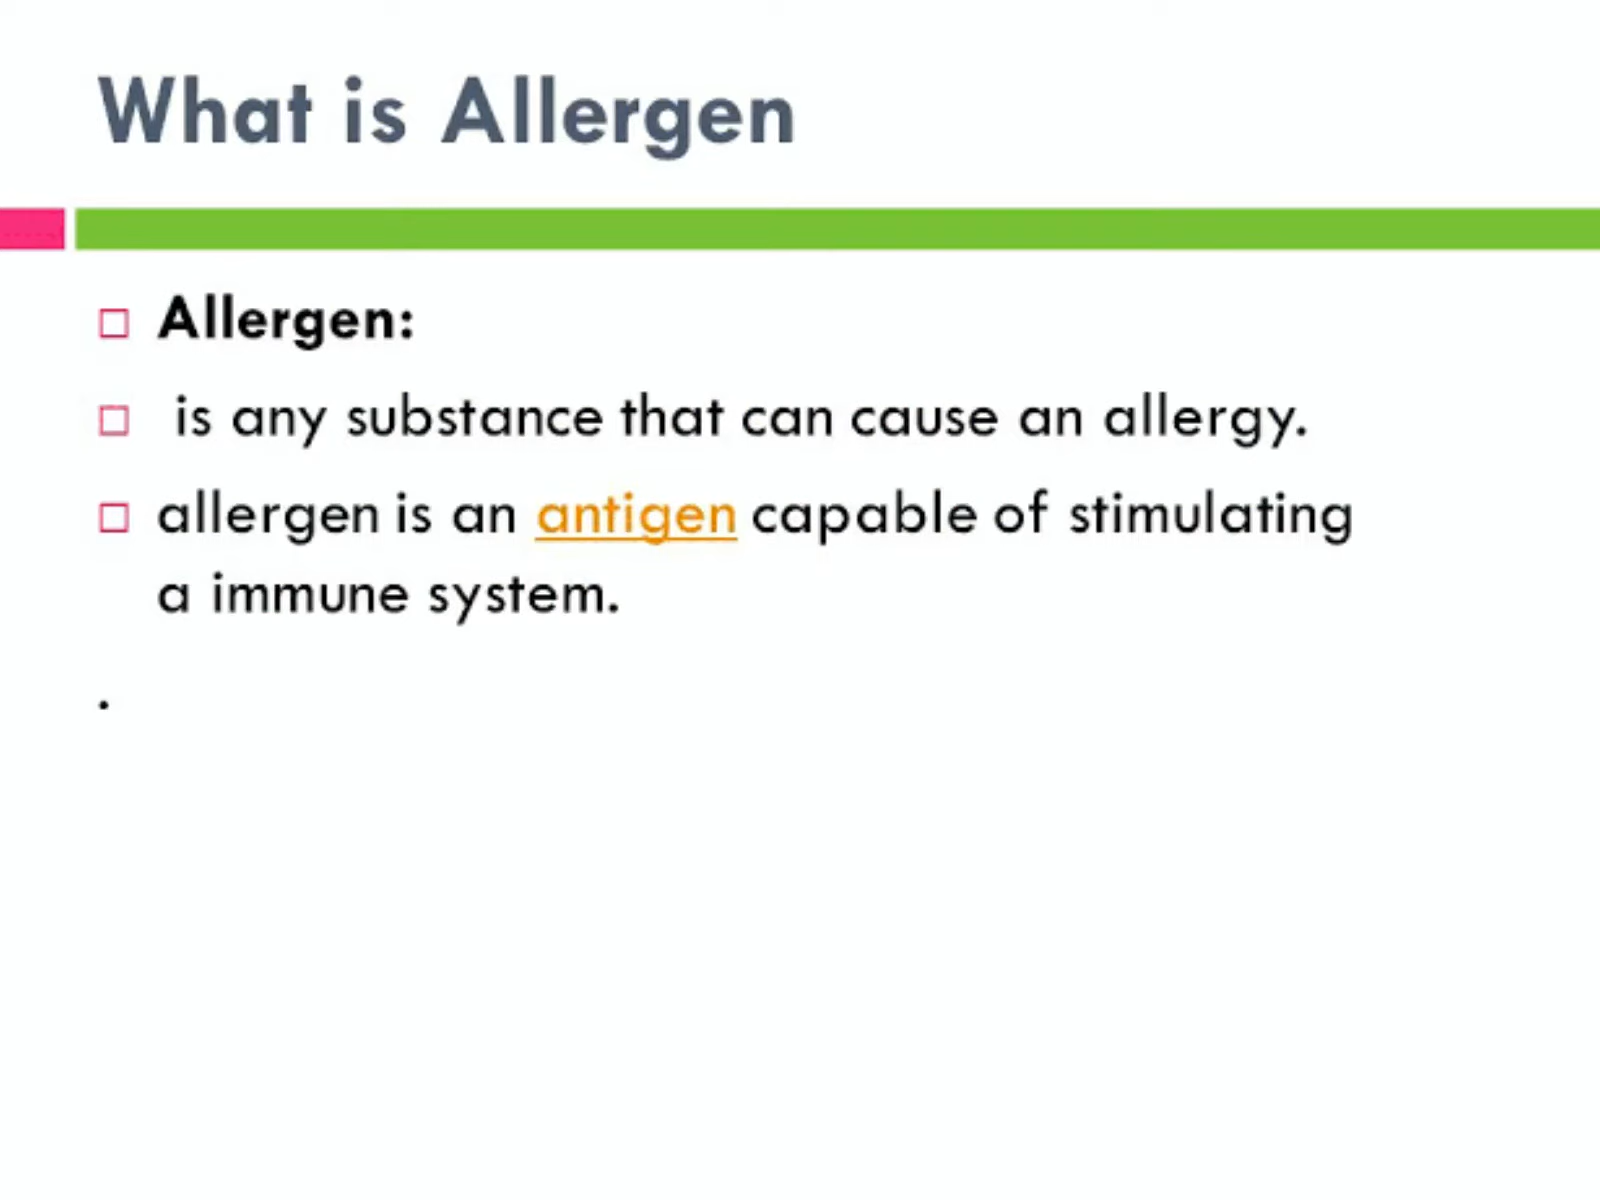 What is Allergen
Allergen:
is any substance that can cause an allergy.
allergen is an antigen capable of stimulating
a immune system.
.